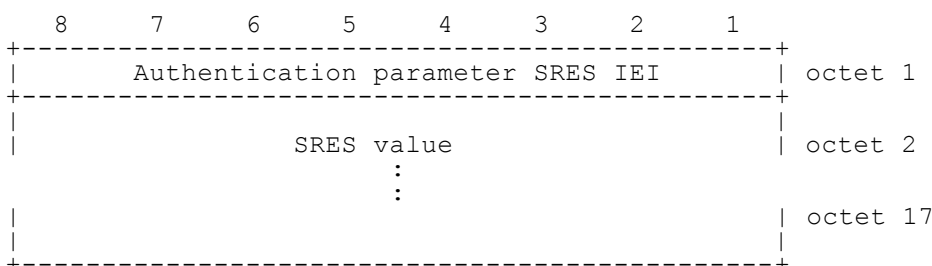 8 7 6 5 4 3 2 1
+-----------------------------------------------+
| Authentication parameter SRES IEI | octet 1
+-----------------------------------------------+
| |
| SRES value | octet 2
:
:
| | octet 17
| |
+-----------------------------------------------+